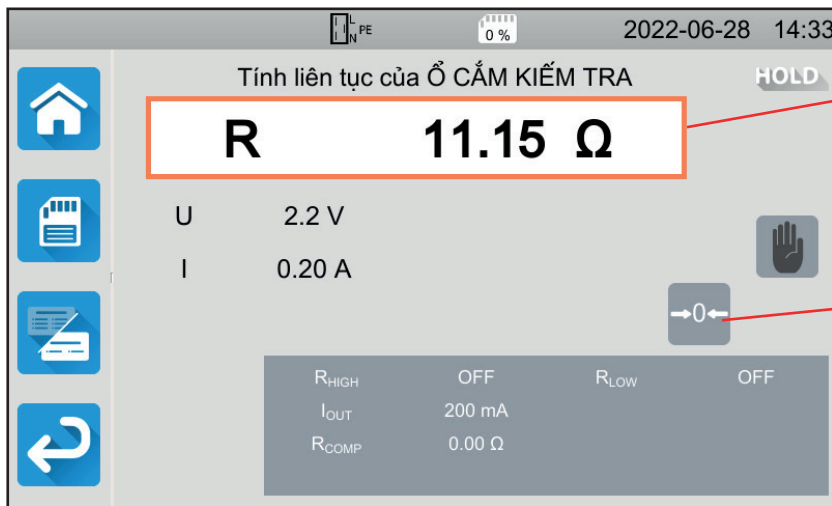 L
N PE 0 % 2022-06-28 14:33
Tính liên tục của Ổ CẮM KIẾM TRA HOLD
R 11.15 Ω
U 2.2 V
I 0.20 A
→0←
RHIGH OFF RLOW OFF
IOUT 200 mA
RCOMP 0.00 Ω